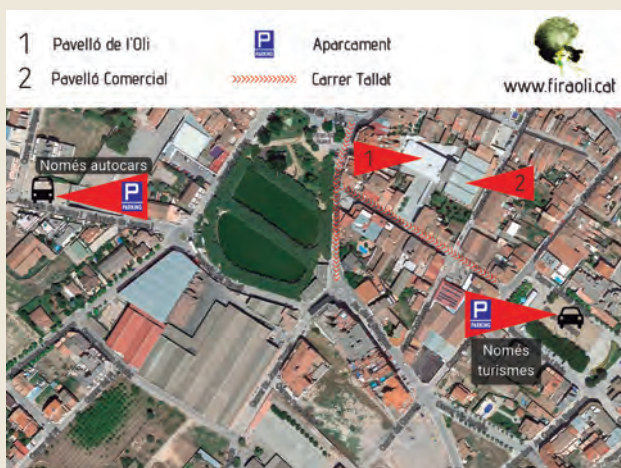 1 Pavelló de l'Oli
P
PARKING
Aparcament
2 Pavelló Comercial
Carrer Tallat
www.firaoli.cat
Només autocars
P
PARKING
1
2
P
PARKING
Només
turismes